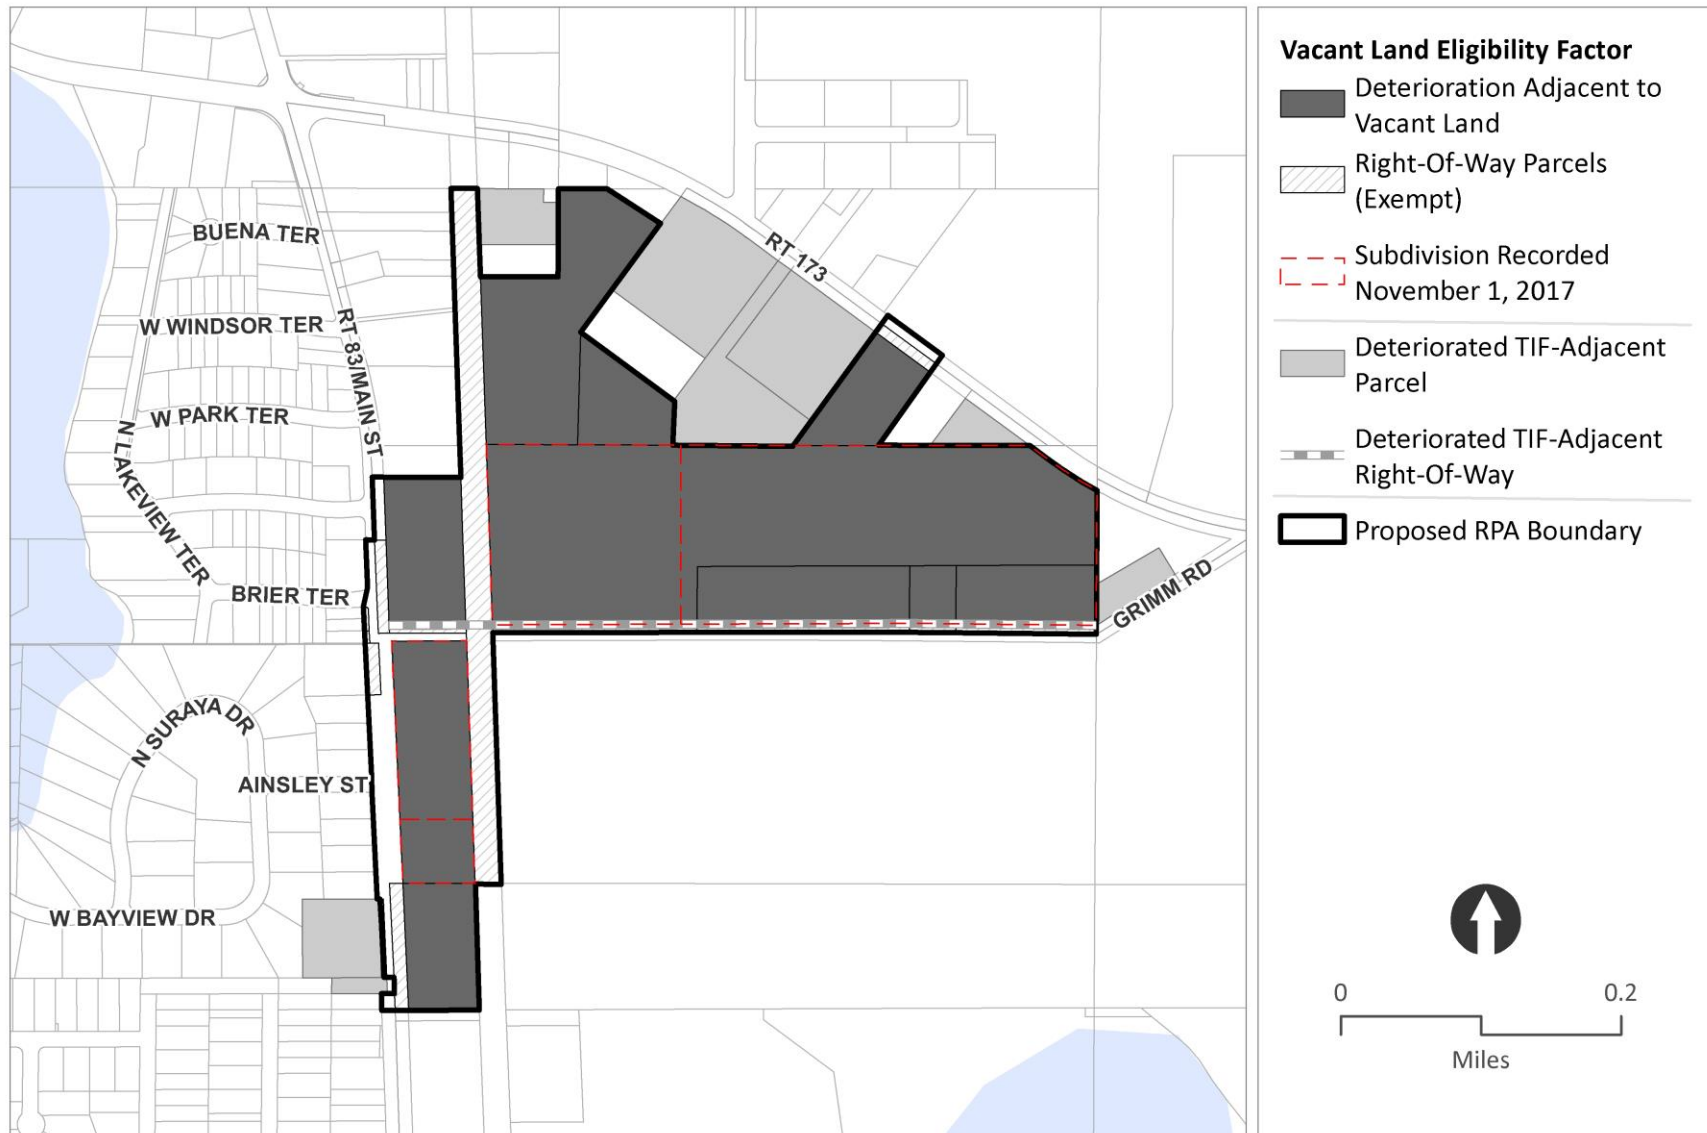 Vacant Land Eligibility Factor
Deterioration Adjacent to
Vacant Land
Right-Of-Way Parcels
(Exempt)
Subdivision Recorded
November 1, 2017
Deteriorated TIF-Adjacent
Parcel
Deteriorated TIF-Adjacent
Right-Of-Way
Proposed RPA Boundary
BUENA TER
W WINDSOR TER
RT 83/MAIN ST
W PARK TER
N LAKEVIEW TER
BRIER TER
RT 173
GRIMM RD
N SURAYA DR
AINSLEY ST
W BAYVIEW DR
0 0.2
Miles